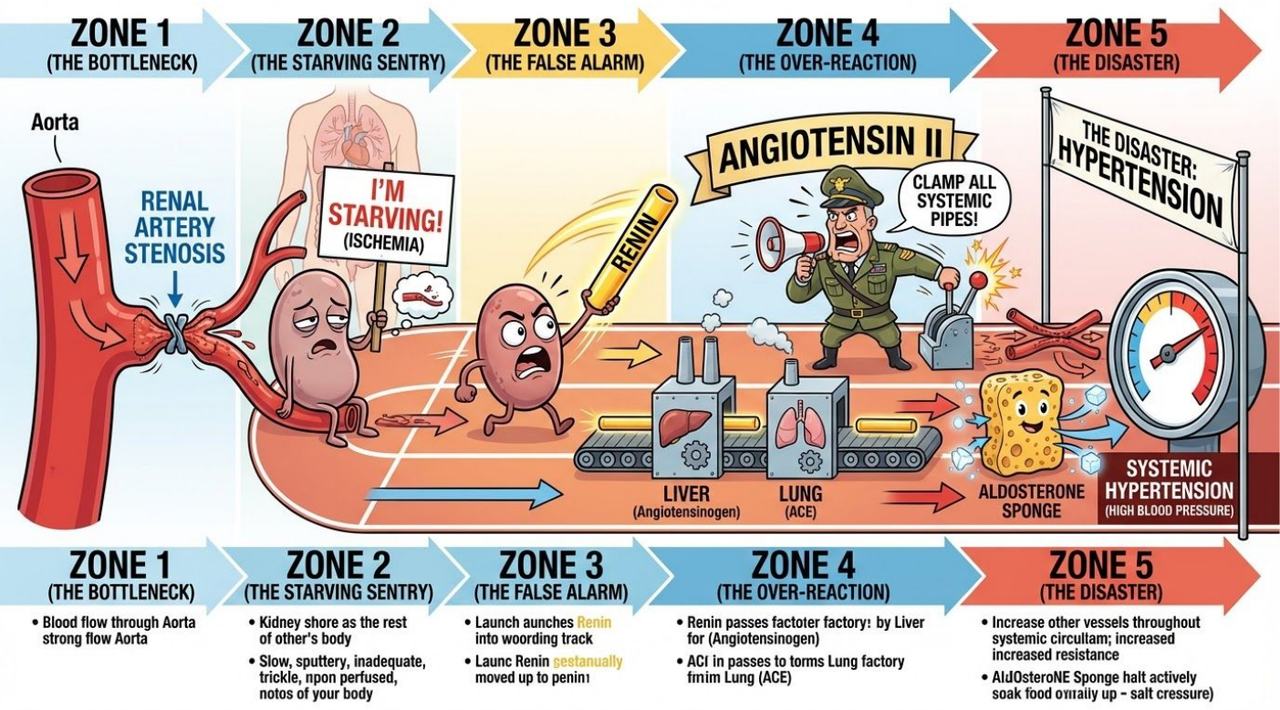 ZONE 1
(THE BOTTLENECK)
ZONE 2
(THE STARVING SENTRY)
ZONE 3
(THE FALSE ALARM)
ZONE 4
(THE OVER-REACTION)
ZONE 5
(THE DISASTER)
Aorta
RENAL
ARTERY
STENOSIS
I'M
STARVING!
(ISCHEMIA)
RENIN
ANGIOTENSIN II
CLAMP ALL
SYSTEMIC
PIPES!
THE DISASTER:
HYPERTENSION
LIVER
(Angiotensinogen)
LUNG
(ACE)
ALDOSTERONE
SPONGE
SYSTEMIC
HYPERTENSION
(HIGH BLOOD PRESSURE)
ZONE 1
(THE BOTTLENECK)
• Blood flow through Aorta
strong flow Aorta
ZONE 2
(THE STARVING SENTRY)
• Kidney shore as the rest
of other's body
• Slow, sputtery, inadequate,
trickle, npon perfused,
notos of your body
ZONE 3
(THE FALSE ALARM)
• Launch aunches Renin
into woording track
• Launc Renin
moved up to
ZONE 4
(THE OVER-REACTION)
• Renin passes factoter factory: by Liver
for (Angiotensinogen)
• in passes to torms Lung factory
Lung (ACE)
ZONE 5
(THE DISASTER)
• Increase other vessels throughout
systemic circullam; increased
increased resistance
• Sponge halt actively
soak up - salt cressure)